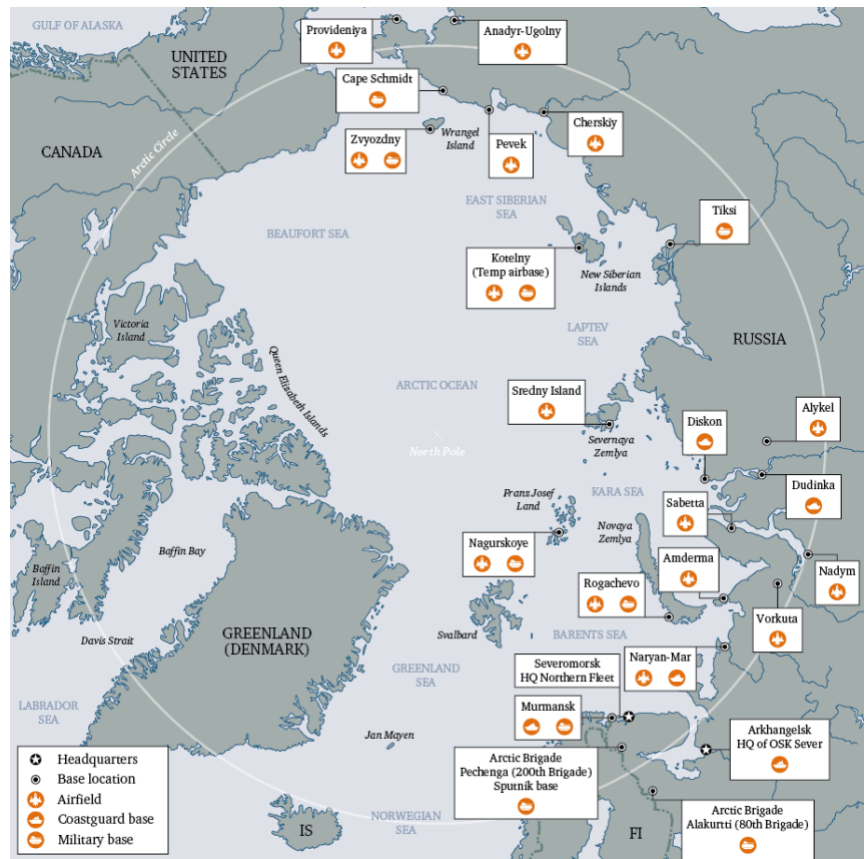 GULF OF ALASKA
UNITED
STATES
Provideniya
Anadyr-Ugolny
Cape Schmidt
CANADA
Arctic Circle
Zvyozdny
Wrangel
Island
Pevek
Cherskiy
EAST SIBERIAN
SEA
Tiksi
BEAUFORT SEA
Kotelny
(Temp airbase)
New Siberian
Islands
Victoria
Island
LAPTEV
SEA
RUSSIA
Queen Elizabeth Islands
ARCTIC OCEAN
Sredny Island
Alykel
Diskon
North Pole
Severnaya
Zemlya
Dudinka
Franz Josef
Land
KARA SEA
Sabetta
Novaya
Zemlya
Baffin Bay
Nagurskoye
Amderma
Baffin
Island
Nadym
Rogachevo
Vorkuta
GREENLAND
(DENMARK)
Svalbard
BARENTS SEA
Davis Strait
Naryan-Mar
GREENLAND
SEA
Severomorsk
HQ Northern Fleet
LABRADOR
SEA
Murmansk
Jan Mayen
Arkhangelsk
HQ of OSK Sever
Arctic Brigade
Pechenga (200th Brigade)
Sputnik base
Headquarters
Base location
Airfield
Coastguard base
Military base
NORWEGIAN
SEA
IS
FI
Arctic Brigade
Alakurtti (80th Brigade)